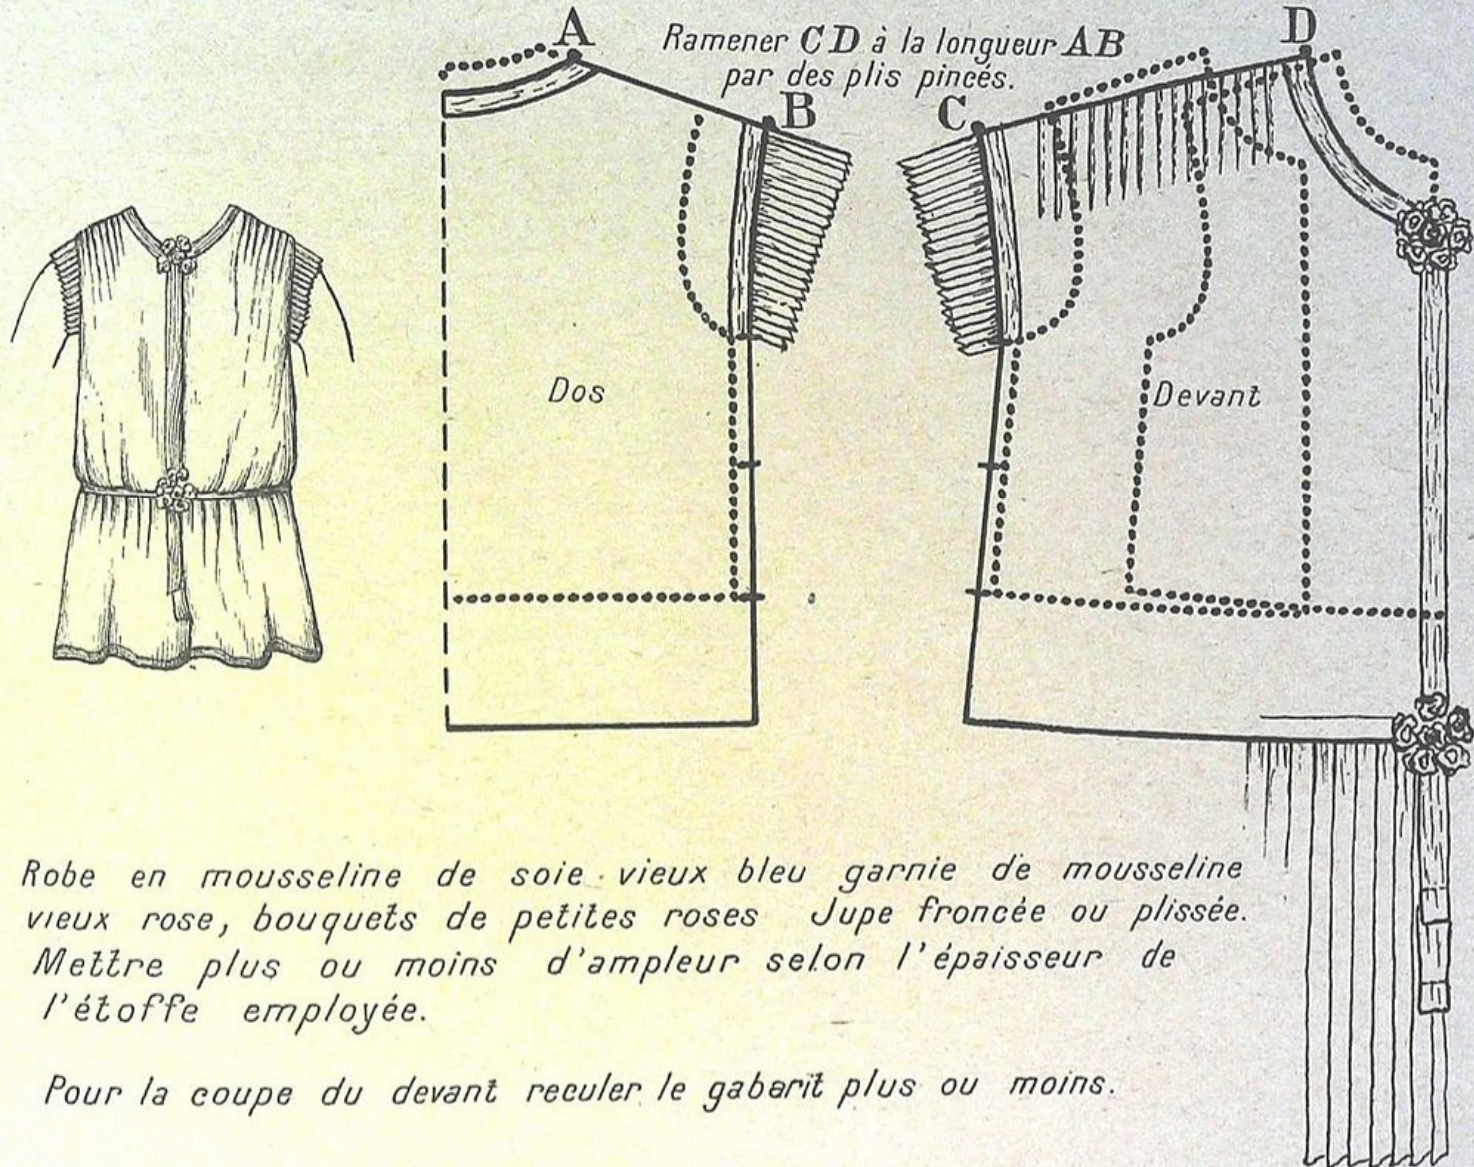 A
Ramener CD à la longueur AB
par des plis pincés.
D
B
C
Dos
Devant
Robe en mousseline de soie vieux bleu garnie de mousseline
vieux rose, bouquets de petites roses Jupe froncée ou plissée.
Mettre plus ou moins d'ampleur selon l'épaisseur de
l'étoffe employée.
Pour la coupe du devant reculer le gabarit plus ou moins.